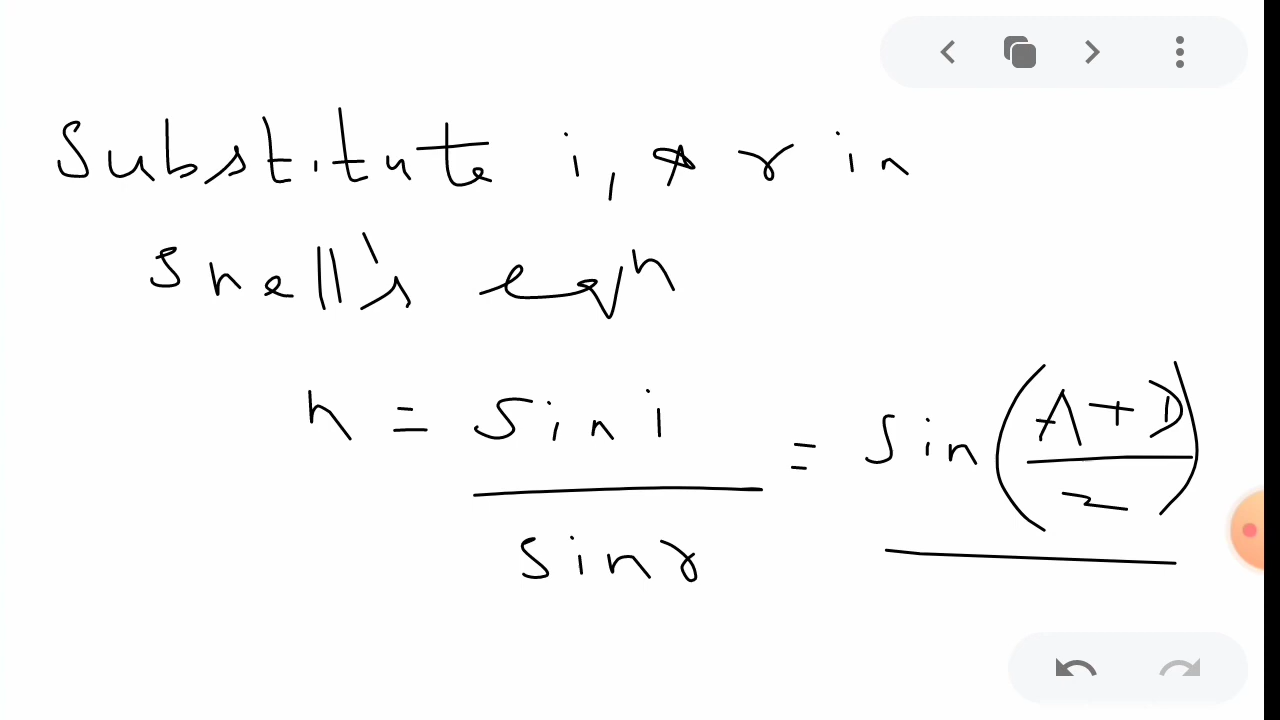 Substitute i, & r in
Snell's eqn
n = sin i / sin r = sin(A+D/2)